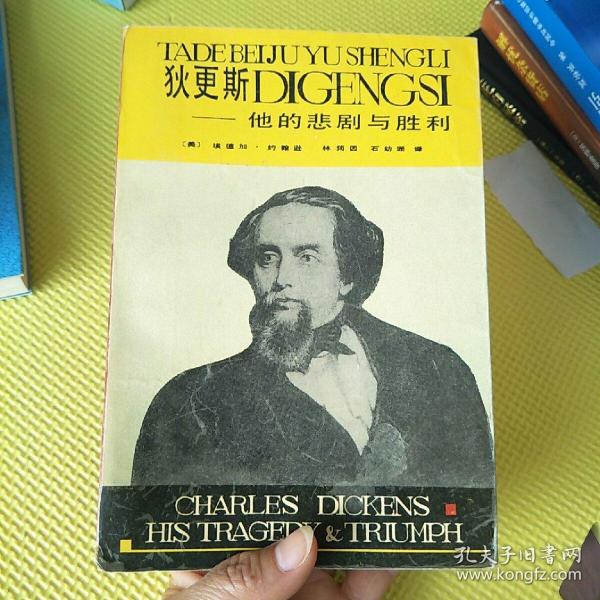 TADE BEIJU YU SHENGLI
狄更斯 DIGENGSI
——他的悲剧与胜利
〔美〕埃德加·约翰逊 林筠因 石幼珊 译
CHARLES DICKENS
HIS TRAGEDY & TRIUMPH
孔夫子旧书网
www.kongfz.com